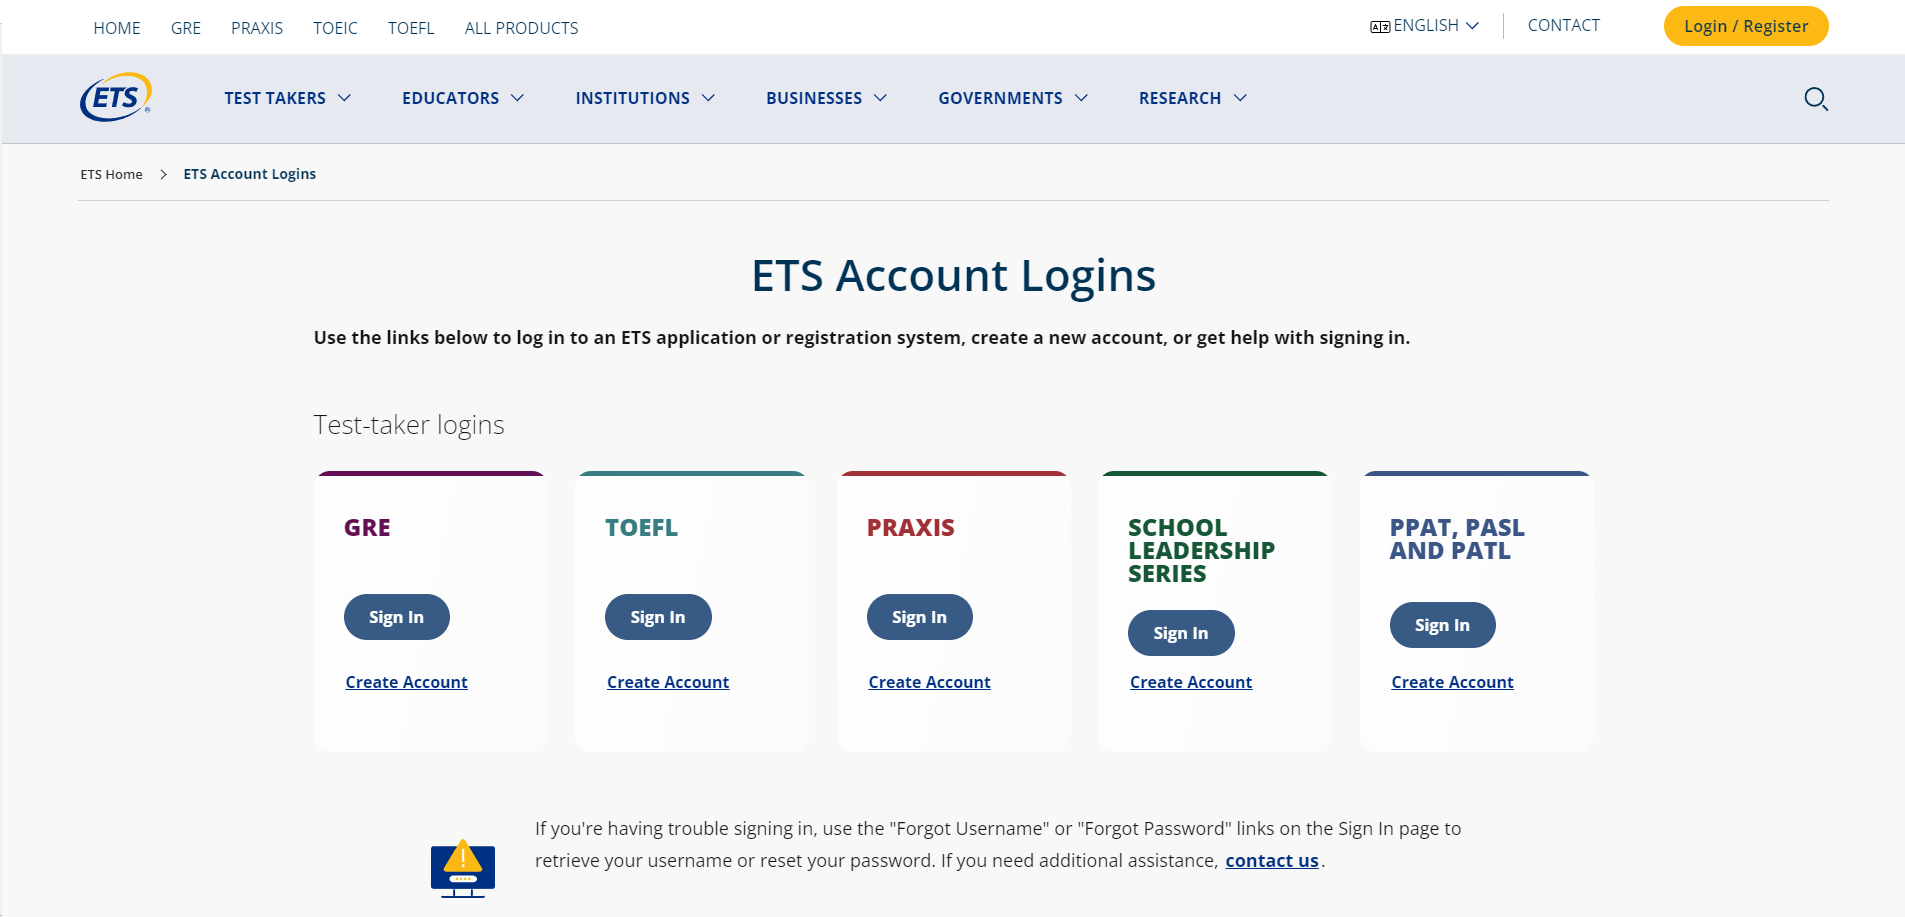 HOME GRE PRAXIS TOEIC TOEFL ALL PRODUCTS ENGLISH CONTACT Login / Register
ETS TEST TAKERS EDUCATORS INSTITUTIONS BUSINESSES GOVERNMENTS RESEARCH
ETS Home > ETS Account Logins
ETS Account Logins
Use the links below to log in to an ETS application or registration system, create a new account, or get help with signing in.
Test-taker logins
GRE
Sign In
Create Account
TOEFL
Sign In
Create Account
PRAXIS
Sign In
Create Account
SCHOOL
LEADERSHIP
SERIES
Sign In
Create Account
PPAT, PASL
AND PATL
Sign In
Create Account
If you're having trouble signing in, use the "Forgot Username" or "Forgot Password" links on the Sign In page to
retrieve your username or reset your password. If you need additional assistance, contact us.